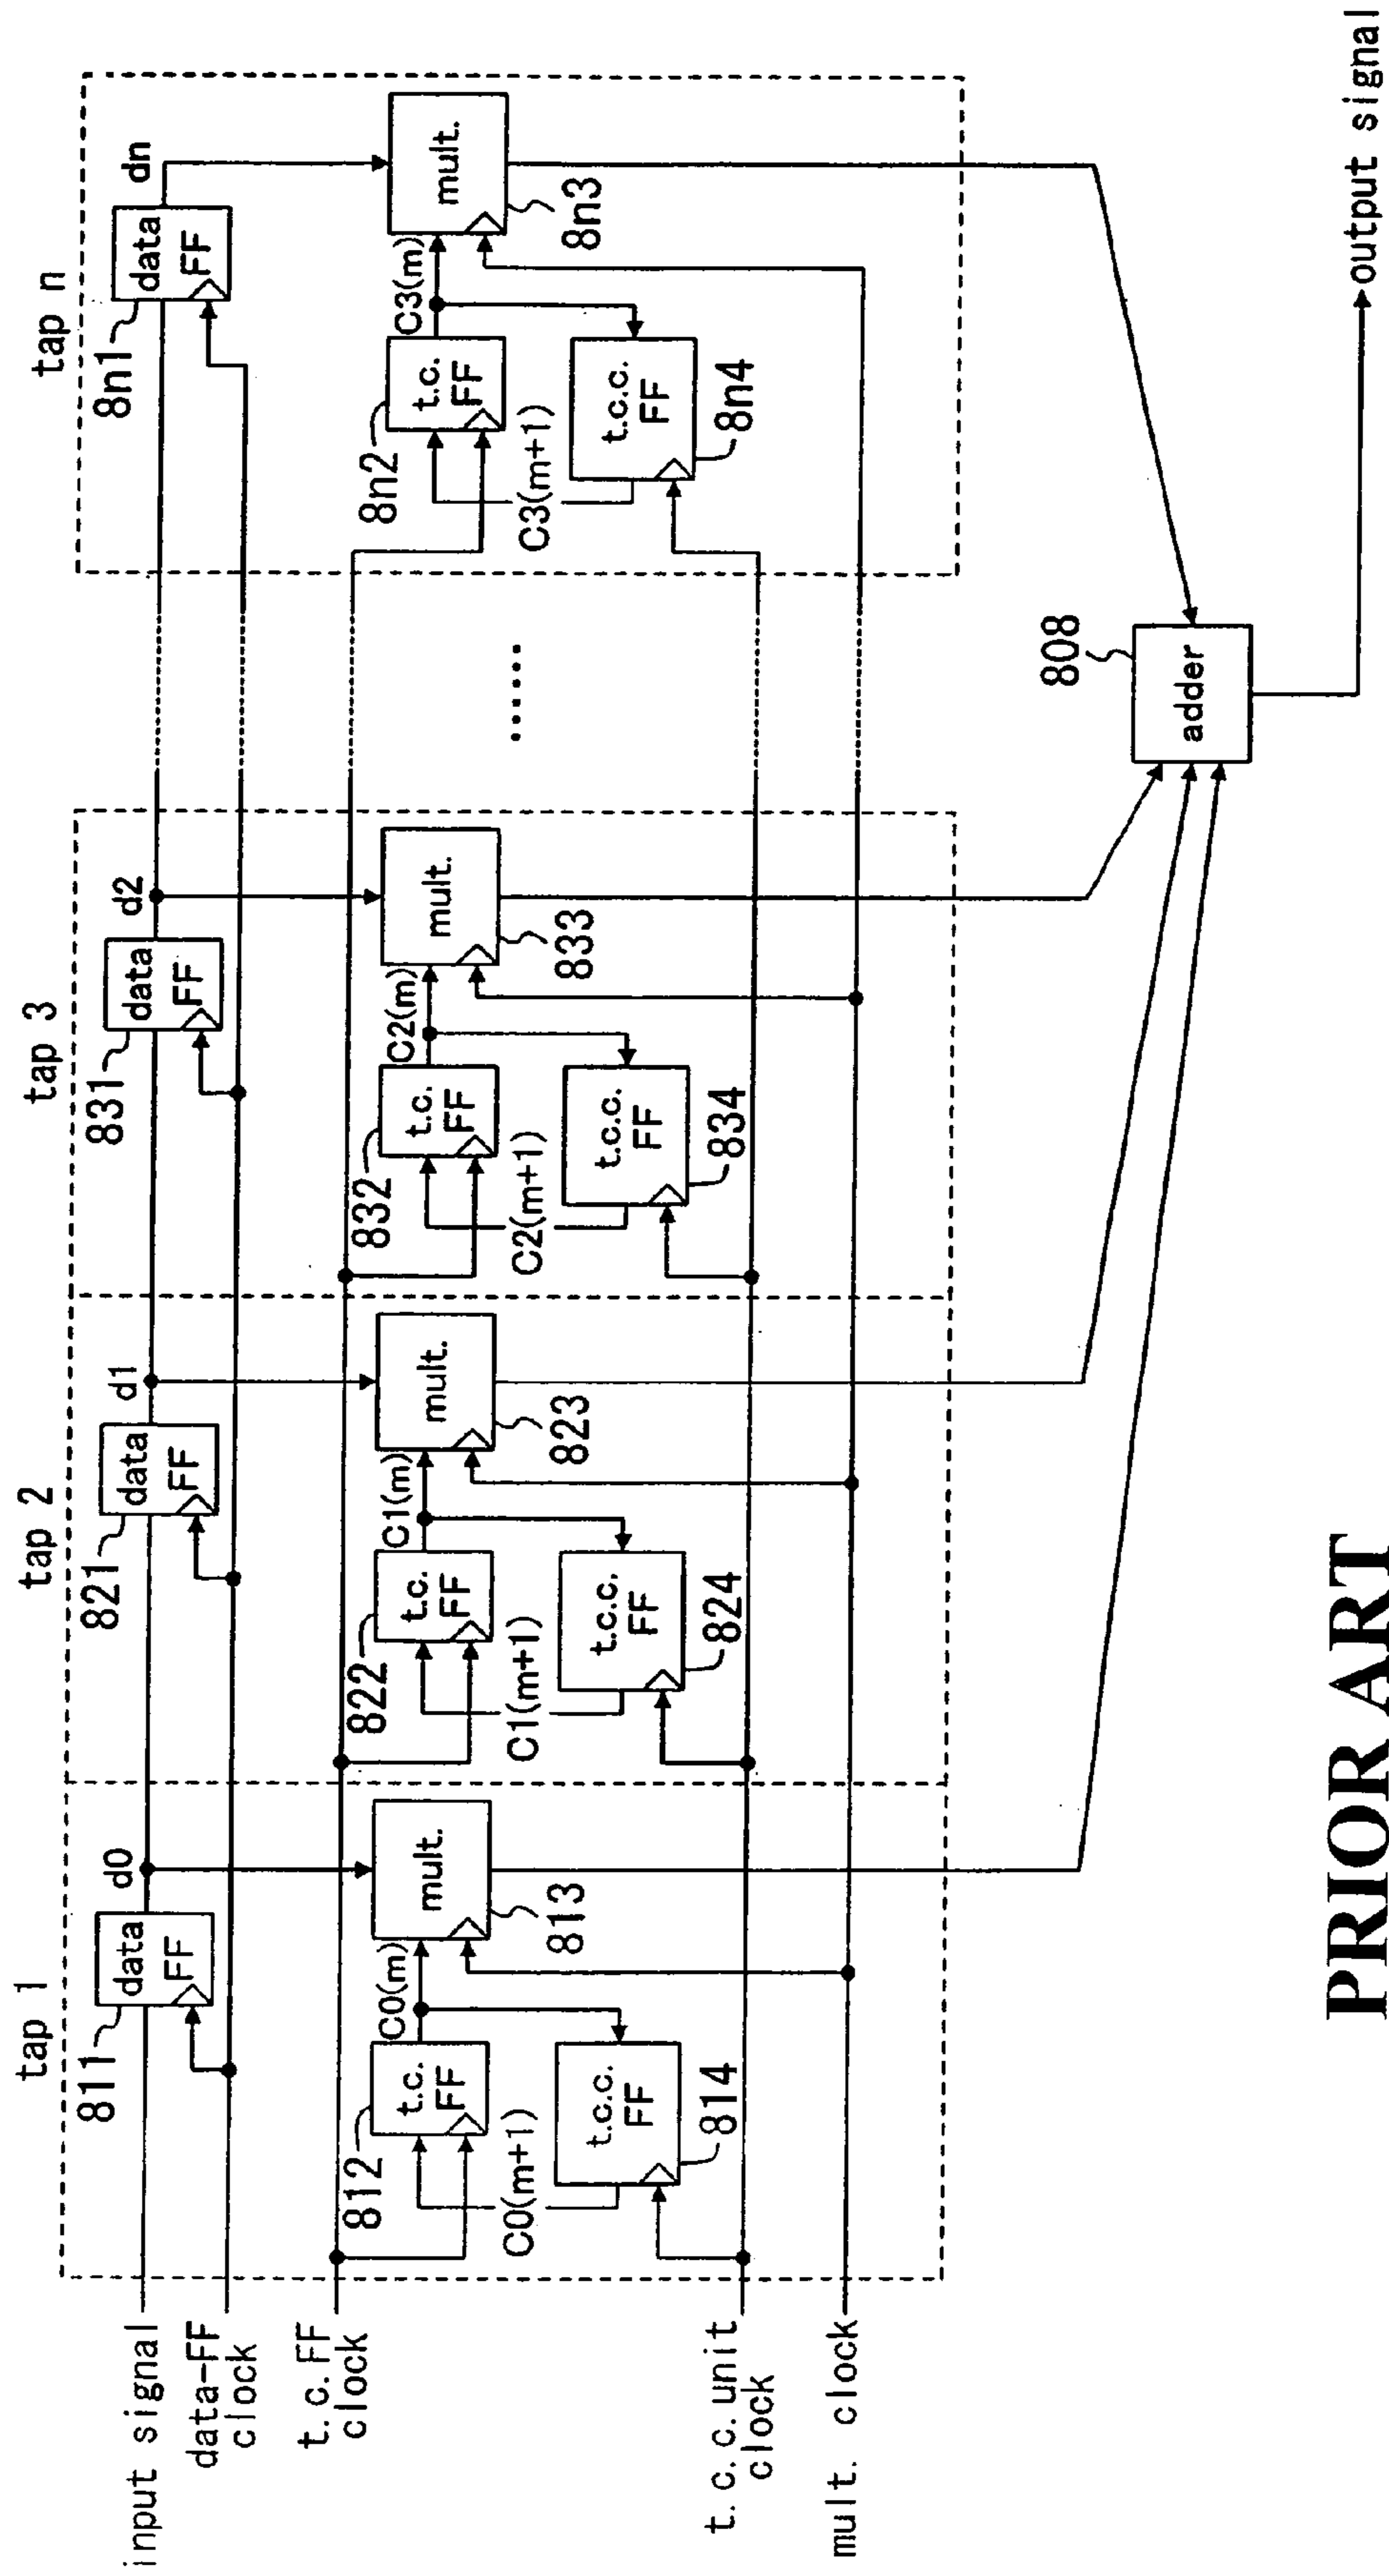 tap 1
tap 2
tap 3
tap n
811
data
FF
d0
821
data
FF
d1
831
data
FF
d2
8n1
data
FF
dn
input signal
data-FF
clock
t.c.FF
clock
812
t.c.
FF
C0(m)
mult.
813
C0(m+1)
t.c.c.
FF
814
822
t.c.
FF
C1(m)
mult.
823
C1(m+1)
t.c.c.
FF
824
832
t.c.
FF
C2(m)
mult.
833
C2(m+1)
t.c.c.
FF
834
......
8n2
t.c.
FF
C3(m)
mult.
8n3
C3(m+1)
t.c.c.
FF
8n4
t.c.c.unit
clock
mult. clock
808
adder
output signal
PRIOR ART